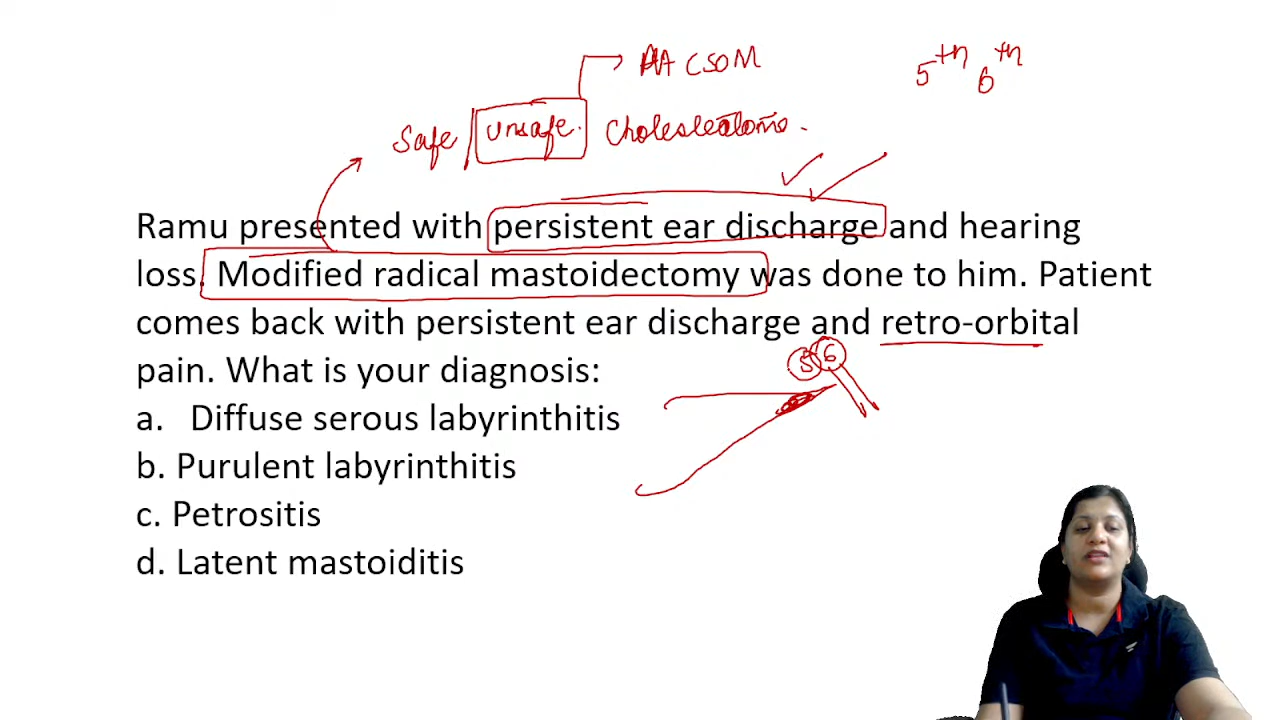 AA CSOM
5th 6th
Safe / unsafe. Cholesteatoma.
Ramu presented with persistent ear discharge and hearing
loss. Modified radical mastoidectomy was done to him. Patient
comes back with persistent ear discharge and retro-orbital
5 6
pain. What is your diagnosis:
a. Diffuse serous labyrinthitis
b. Purulent labyrinthitis
c. Petrositis
d. Latent mastoiditis